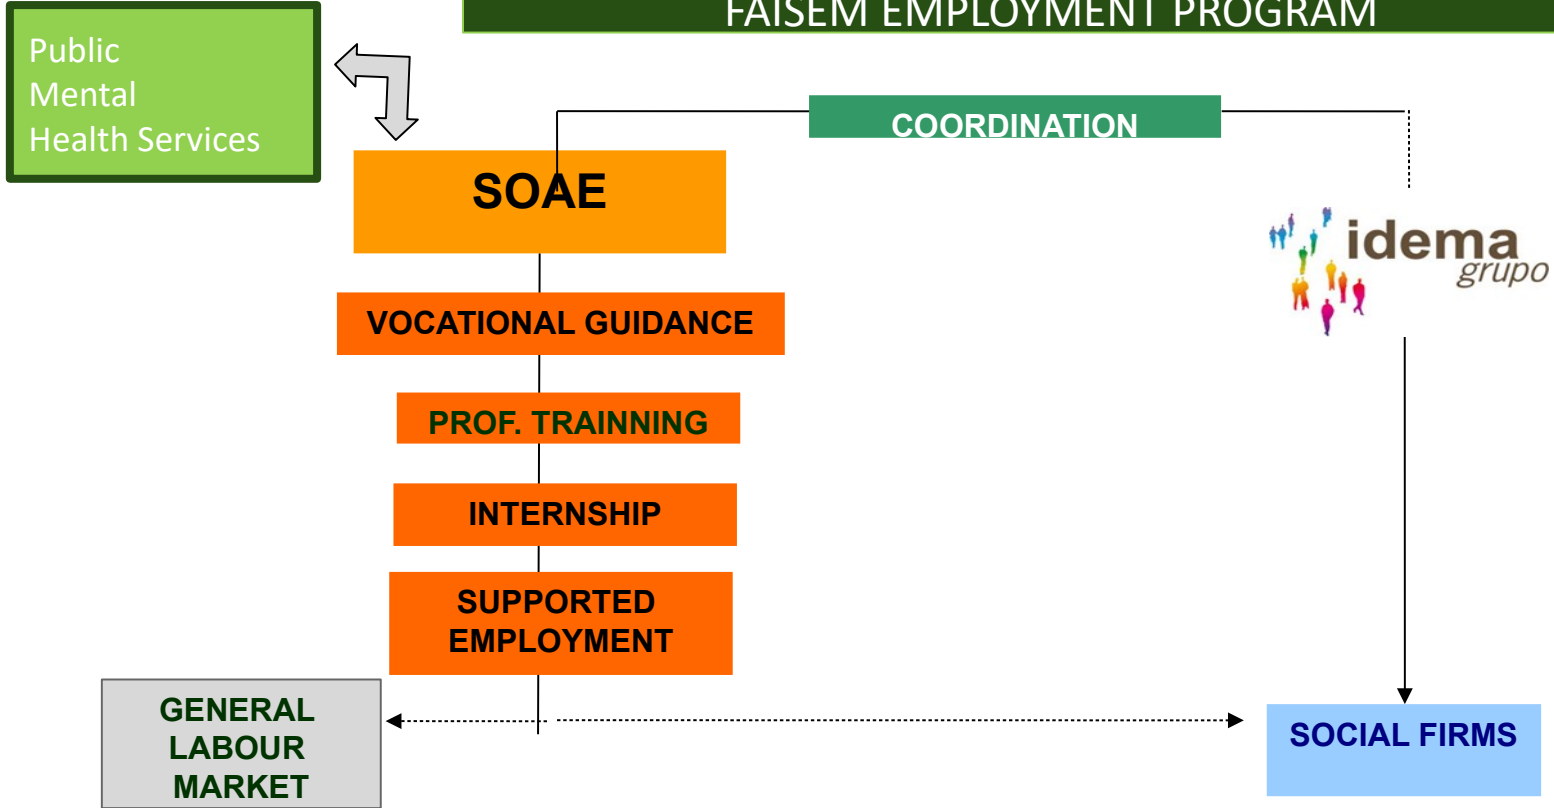 FAISEM EMPLOYMENT PROGRAM
Public
Mental
Health Services
COORDINATION
SOAE
idema
grupo
VOCATIONAL GUIDANCE
PROF. TRAINNING
INTERNSHIP
SUPPORTED
EMPLOYMENT
GENERAL
LABOUR
MARKET
SOCIAL FIRMS